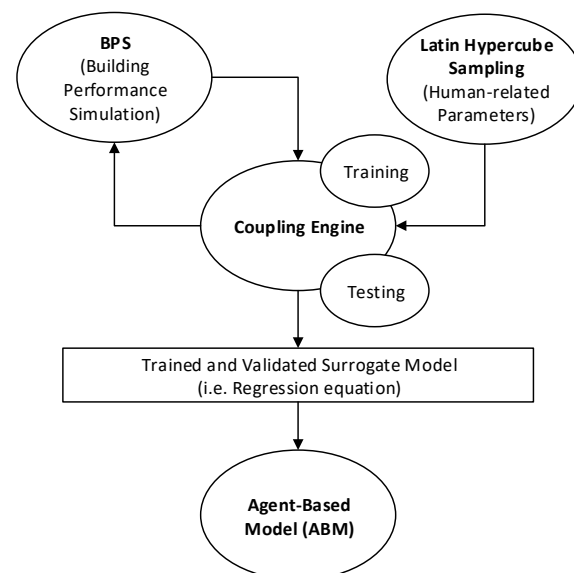 BPS
(Building
Performance
Simulation)
Latin Hypercube
Sampling
(Human-related
Parameters)
Training
Coupling Engine
Testing
Trained and Validated Surrogate Model
(i.e. Regression equation)
Agent-Based
Model (ABM)